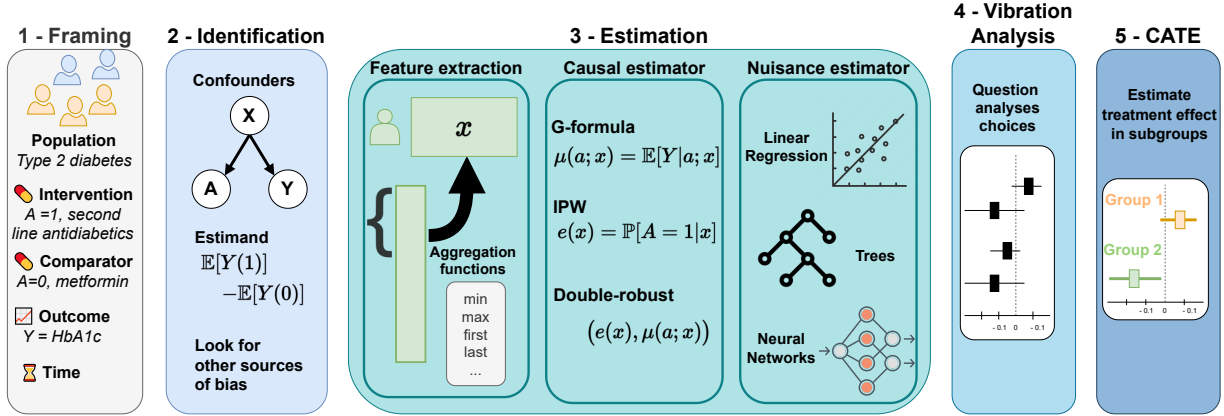 1 - Framing
Population
Type 2 diabetes
Intervention
A =1, second
line antidiabetics
Comparator
A=0, metformin
Outcome
Y = HbA1c
Time
2 - Identification
Confounders
X
A
Y
Estimand
𝔼[Y(1)]
−𝔼[Y(0)]
Look for
other sources
of bias
3 - Estimation
Feature extraction
x
{
Aggregation
functions
min
max
first
last
...
Causal estimator
G-formula
μ(a; x) = 𝔼[Y|a; x]
IPW
e(x) = ℙ[A = 1|x]
Double-robust
(e(x), μ(a; x))
Nuisance estimator
Linear
Regression
Trees
Neural
Networks
4 - Vibration
Analysis
Question
analyses
choices
- 0.1 0 - 0.1
5 - CATE
Estimate
treatment effect
in subgroups
Group 1
Group 2
- 0.1 0 - 0.1